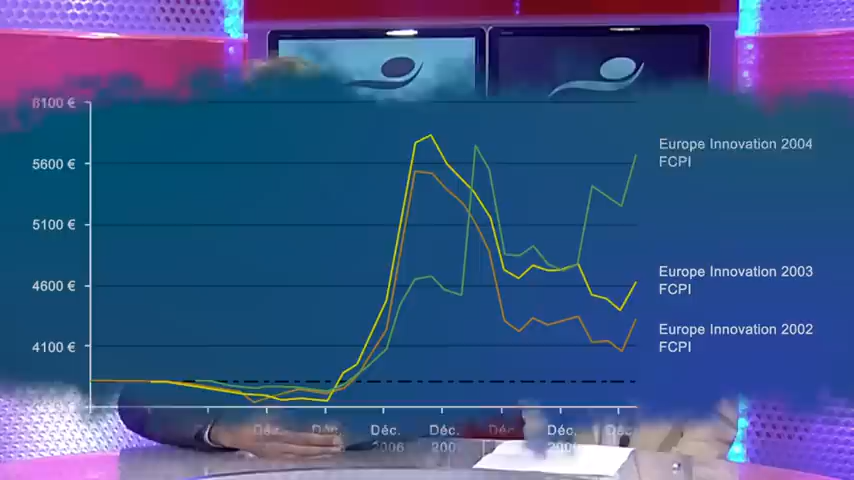 6100 €
5600 €
5100 €
4600 €
4100 €
Europe Innovation 2004
FCPI
Europe Innovation 2003
FCPI
Europe Innovation 2002
FCPI
Déc. Déc. Déc. Déc. Déc. Déc. Déc.
2006